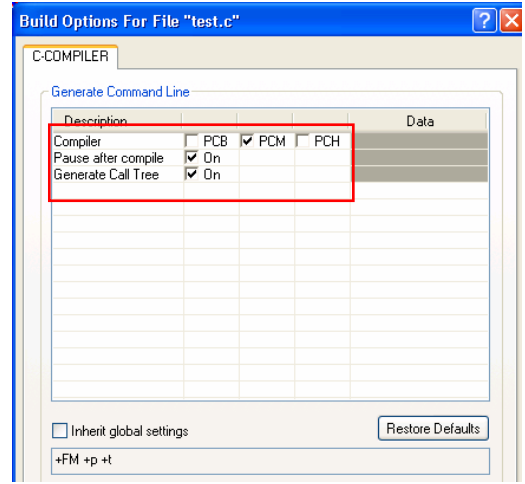 Build Options For File "test.c"
C-COMPILER
Generate Command Line
Description Data
Compiler PCB PCM PCH
Pause after compile On
Generate Call Tree On
Inherit global settings Restore Defaults
+FM +p +t